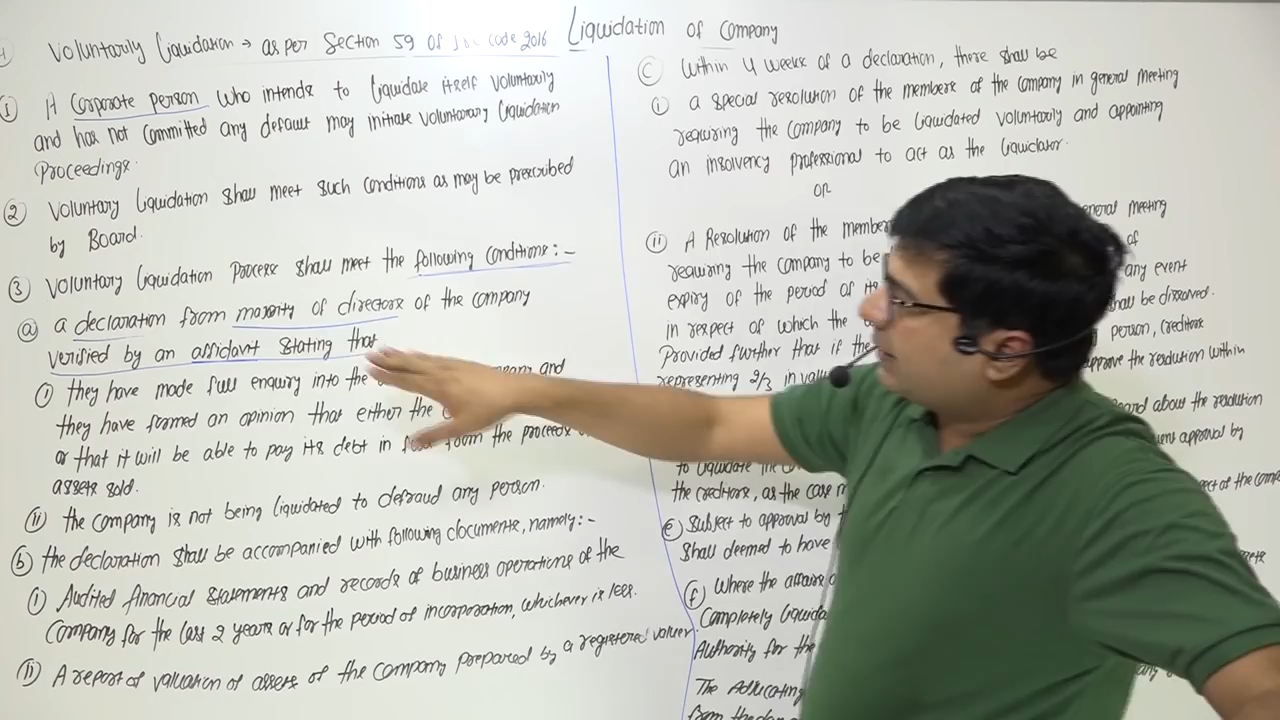 Liquidation of Company
Voluntarily Liquidation → as per Section 59 of code 2016
① A Corporate person who intends to Liquidate itself voluntarily
and has not committed any default may initiate voluntarary Liquidation
Proceedings.
② Voluntary Liquidation shall meet such conditions as may be prescribed
by Board.
③ Voluntary Liquidation Process shall meet the following conditions:-
ⓐ a declaration from majority of directors of the company
verified by an affidavit stating that
ⓘ they have made full enquiry into the and
they have formed an opinion that either the
or that it will be able to pay its debt in from the proceeds
assets sold.
ⓘⓘ the company is not being liquidated to defraud any person.
ⓑ the declaration shall be accompanied with following documents, namely:-
ⓘ Audited financial statements and records of business operations of the
Company for the last 2 years or for the period of incorporation, whichever is less.
ⓘⓘ A report of valuation of assets of the company prepared by a registered valuer.
ⓒ Within 4 weeks of a declaration, there shall be
ⓘ a special resolution of the members of the company in general meeting
requiring the company to be liquidated voluntarily and appointing
an insolvency professional to act as the liquidator.
OR
ⓘⓘ A Resolution of the member general meeting
requiring the company to be of
expiry of the period of its any event
in respect of which the shall be dissolved.
Provided further that if the person, creditors
representing 2/3 in value approve the resolution within
about the resolution
approval by
to liquidate the
the creditors, as the case of the
ⓔ Subject to approval by
shall deemed to have
ⓕ Where the affairs
Completely
Authority for the
The
from the